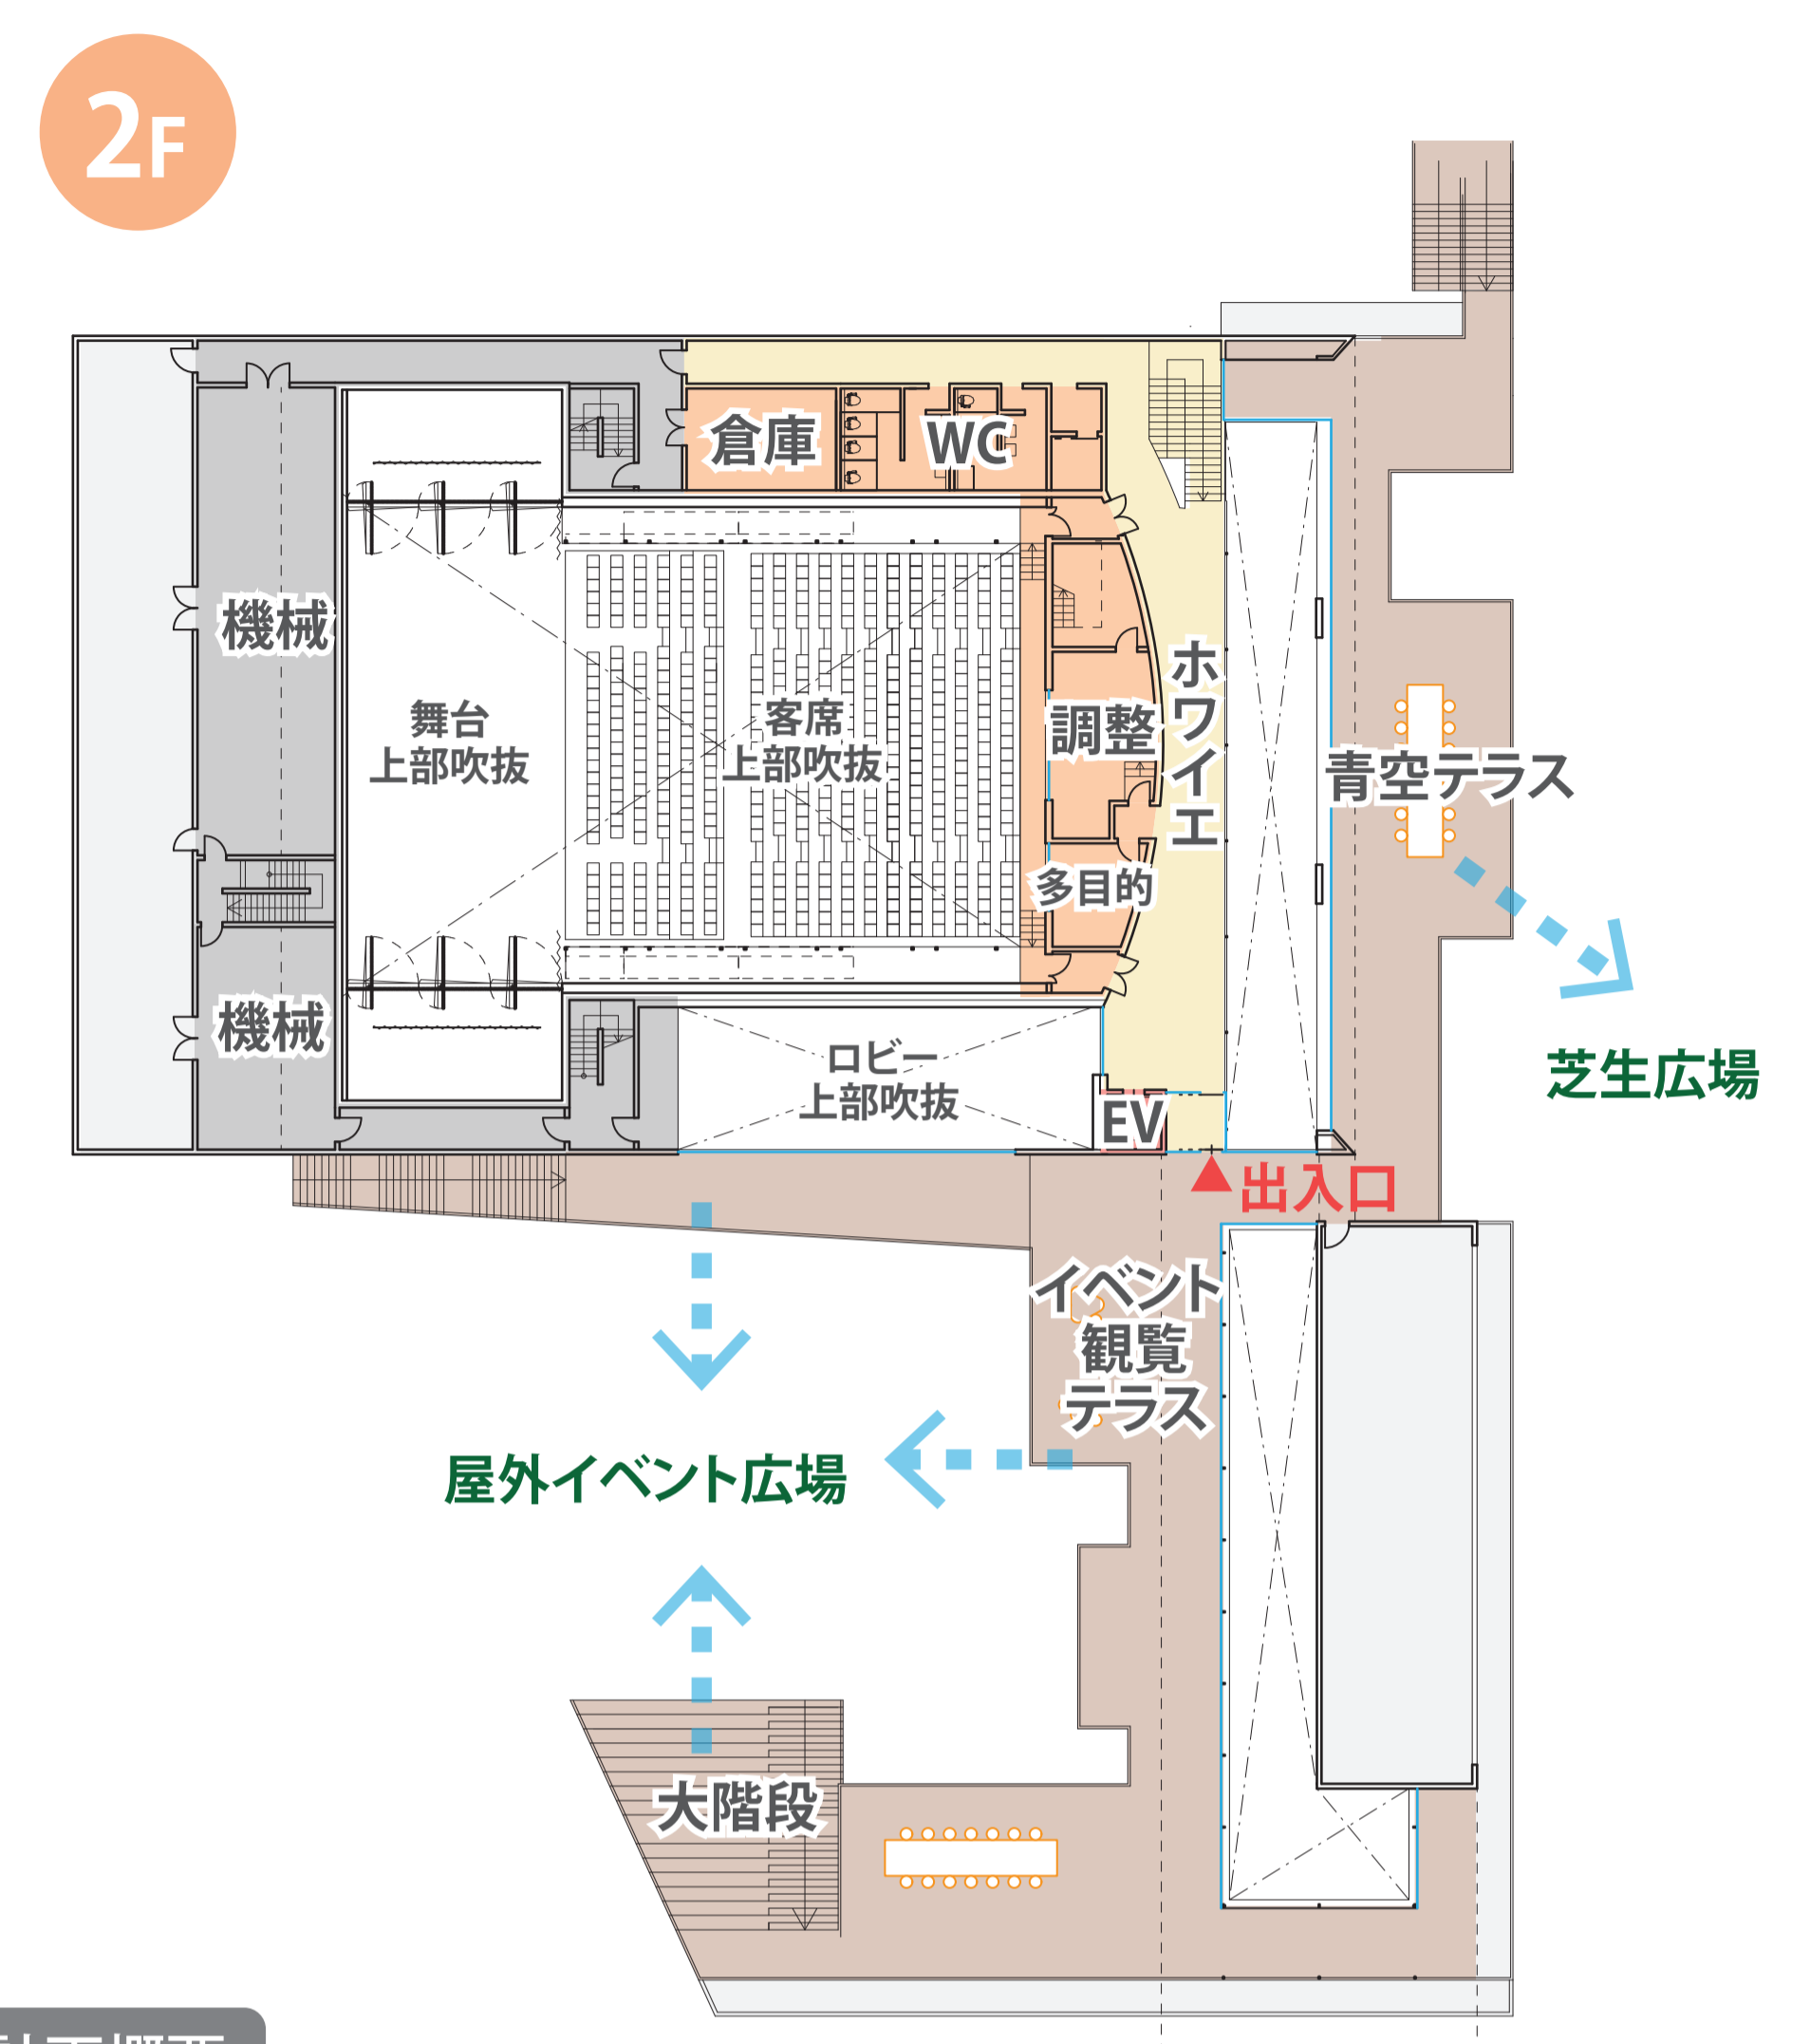 2F
倉庫
WC
機械
舞台
上部吹抜
客席
上部吹抜
調整
ホワイエ
青空テラス
多目的
機械
ロビー
上部吹抜
EV
芝生広場
出入口
イベント
観覧
テラス
屋外イベント広場
大階段